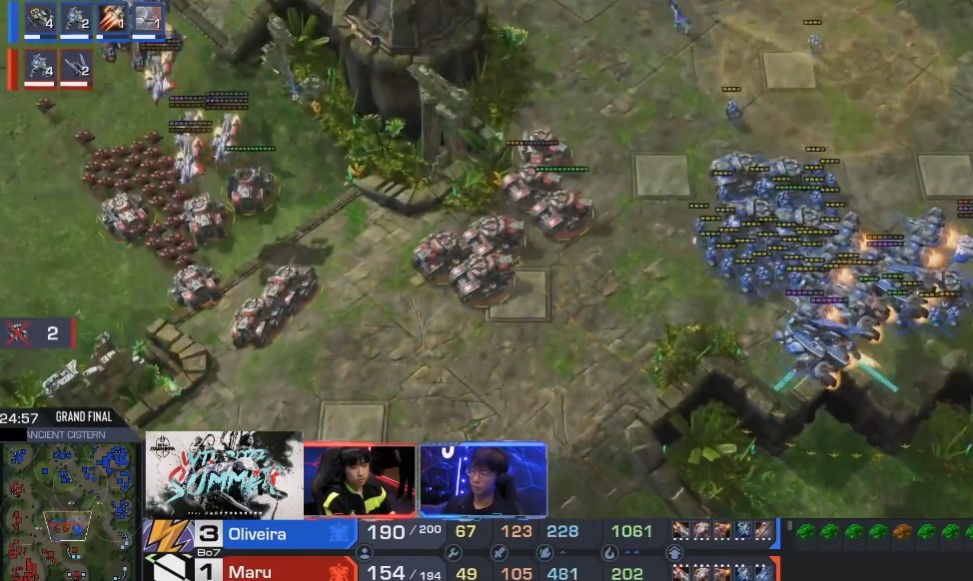 4 2 1 1
4 2
2
24:57 GRAND FINAL
ANCIENT CISTERN
SUMMER
3 Oliveira 190 / 200 67 123 228 1061
Bo7
1 Maru 154 / 194 49 105 481 202